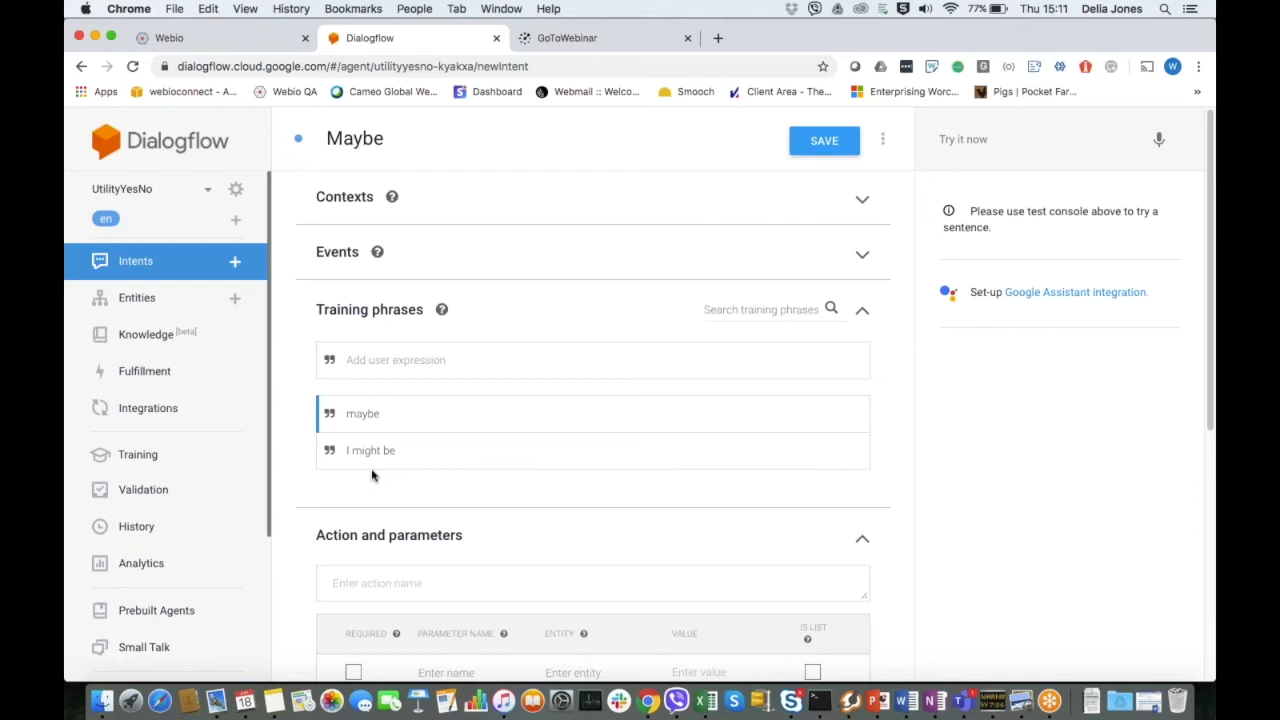 Chrome File Edit View History Bookmarks People Tab Window Help 77% Thu 15:11 Delia Jones
Webio Dialogflow GoToWebinar
dialogflow.cloud.google.com/#/agent/utilityyesno-kyakxa/newIntent
Apps webioconnect - A... Webio QA Cameo Global We... Dashboard Webmail :: Welco... Smooch Client Area - The... Enterprising Worc... Pigs | Pocket Far... »
Dialogflow
Maybe
SAVE
Try it now
UtilityYesNo
en
Intents
Entities
Knowledge [beta]
Fulfillment
Integrations
Training
Validation
History
Analytics
Prebuilt Agents
Small Talk
Contexts
Events
Training phrases
Search training phrases
Add user expression
maybe
I might be
Action and parameters
Enter action name
REQUIRED PARAMETER NAME ENTITY VALUE IS LIST
Enter name Enter entity Enter value
Please use test console above to try a
sentence.
Set-up Google Assistant integration.